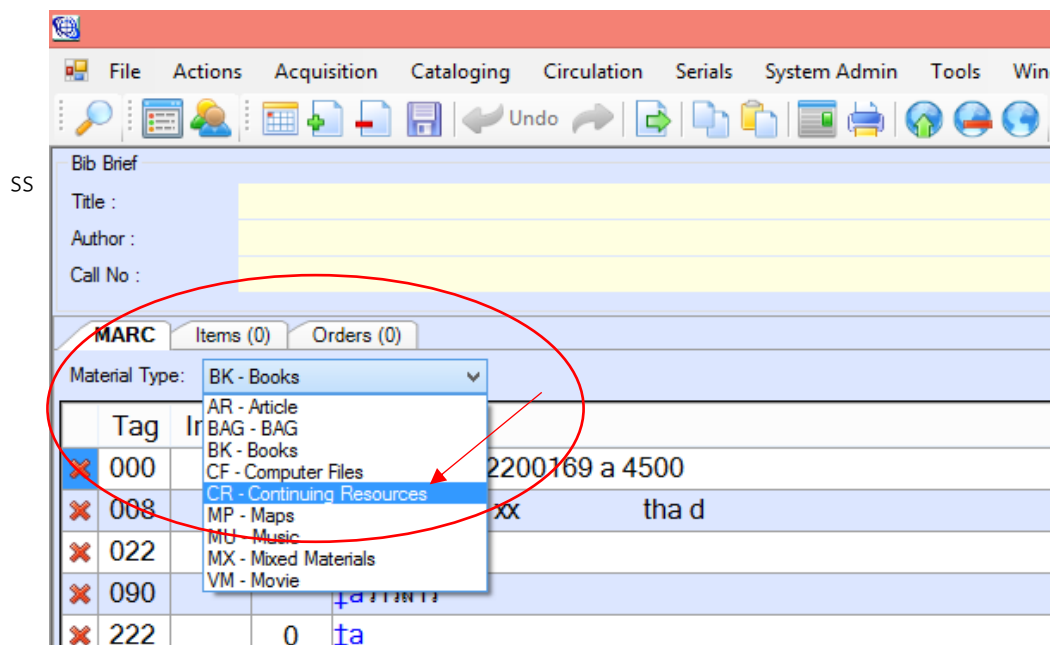 File Actions Acquisition Cataloging Circulation Serials System Admin Tools Win
Undo
Bib Brief
SS
Title :
Author :
Call No :
MARC Items (0) Orders (0)
Material Type: BK - Books
AR - Article
BAG - BAG
BK - Books
CF - Computer Files
CR - Continuing Resources
MP - Maps
MU - Music
MX - Mixed Materials
VM - Movie
Tag
000 2200169 a 4500
008 xx tha d
022
090 ‡a
222 0 ‡a